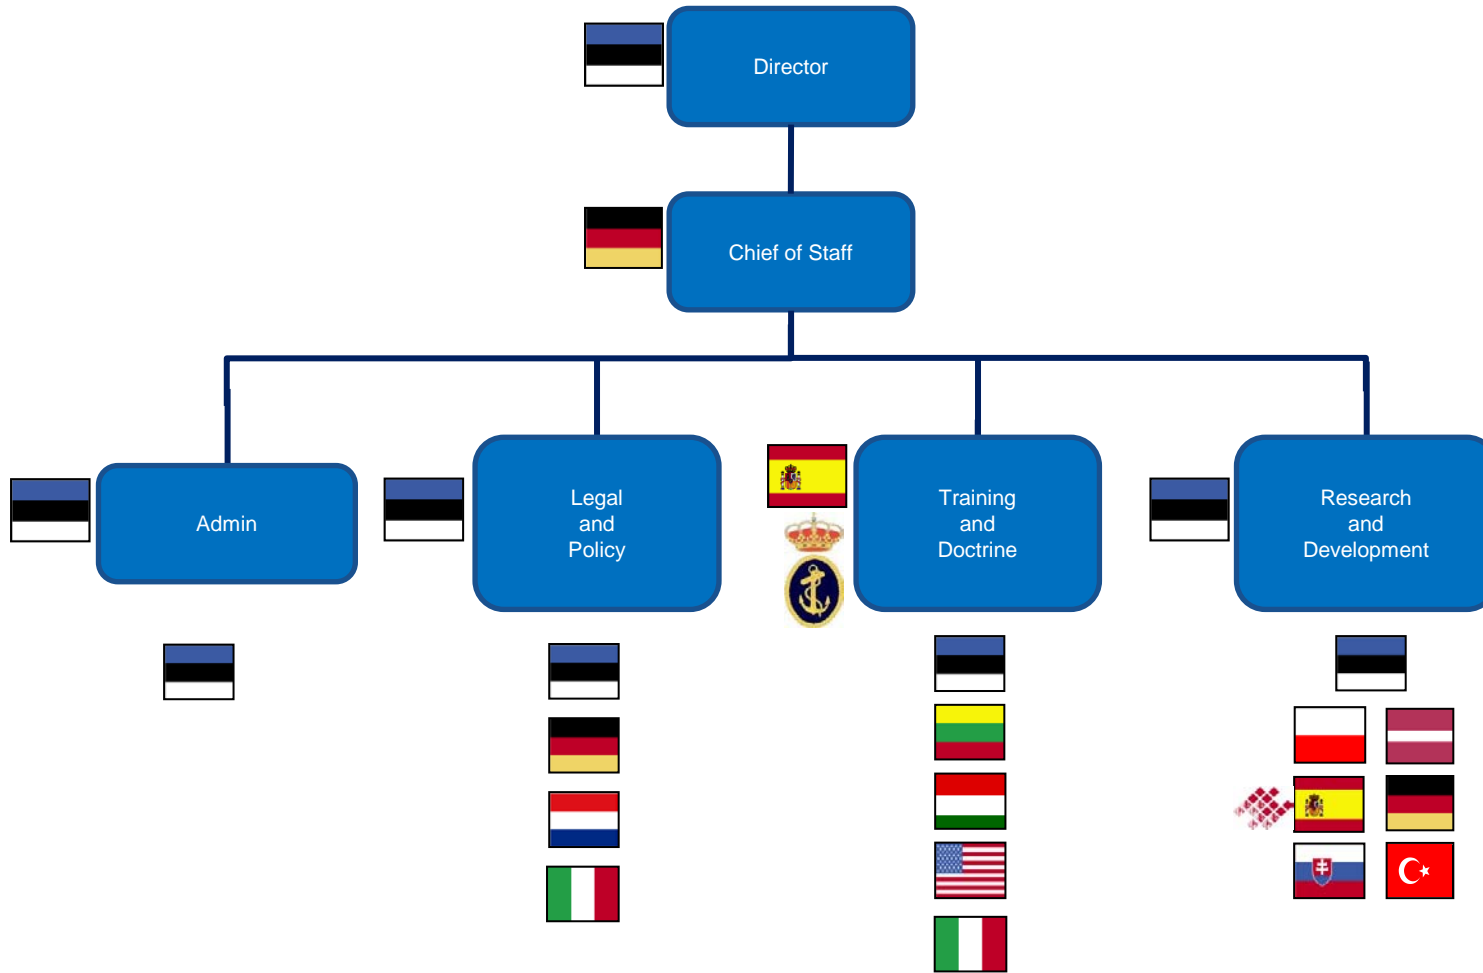 Director
Chief of Staff
Admin
Legal
and
Policy
Training
and
Doctrine
Research
and
Development